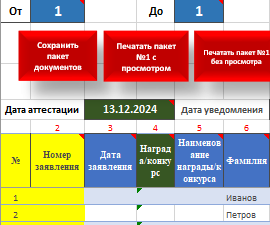 От 1 До 1
Сохранить пакет документов
Печатать пакет №1 с просмотром
Печатать пакет №1 без просмотра
Дата аттестации 13.12.2024 Дата уведомления
2 3 4 5 6
№ Номер заявления Дата заявления Наград а/конку рс Наименов ание награды/к онкурса Фамилия
1 Иванов
2 Петров